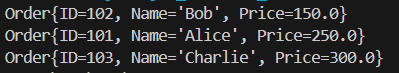 Order{ID=102, Name='Bob', Price=150.0}
Order{ID=101, Name='Alice', Price=250.0}
Order{ID=103, Name='Charlie', Price=300.0}